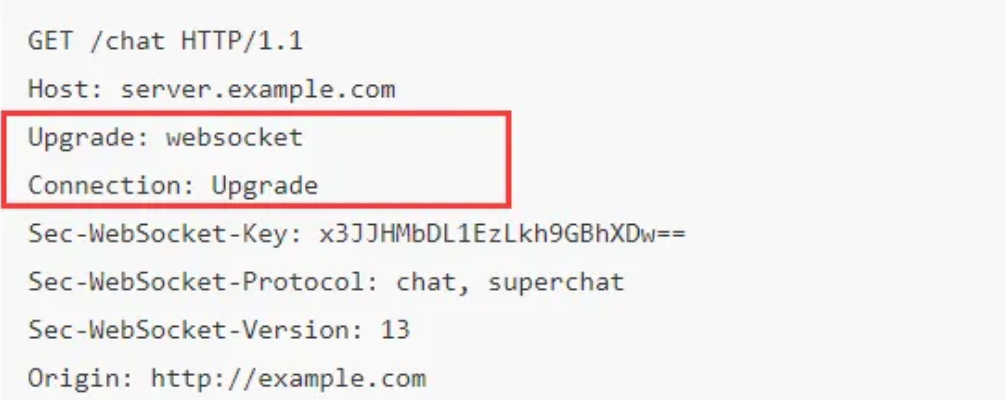 GET /chat HTTP/1.1
Host: server.example.com
Upgrade: websocket
Connection: Upgrade
Sec-WebSocket-Key: x3JJHMbDL1EzLkh9GBhXDw==
Sec-WebSocket-Protocol: chat, superchat
Sec-WebSocket-Version: 13
Origin: http://example.com